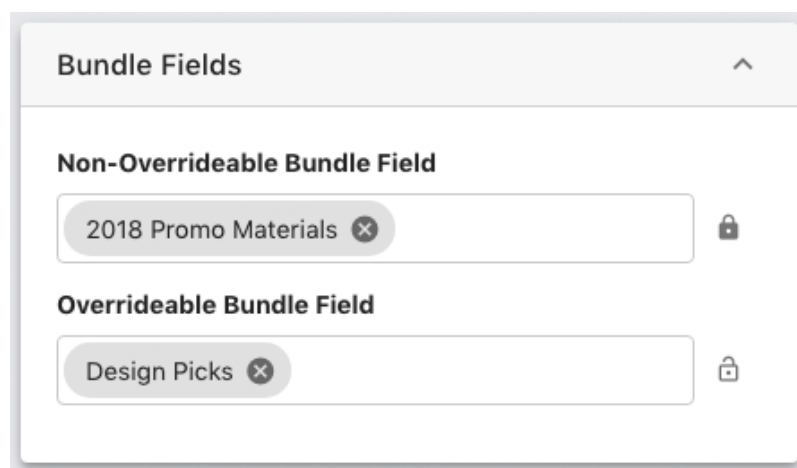 Bundle Fields
Non-Overrideable Bundle Field
2018 Promo Materials
Overrideable Bundle Field
Design Picks